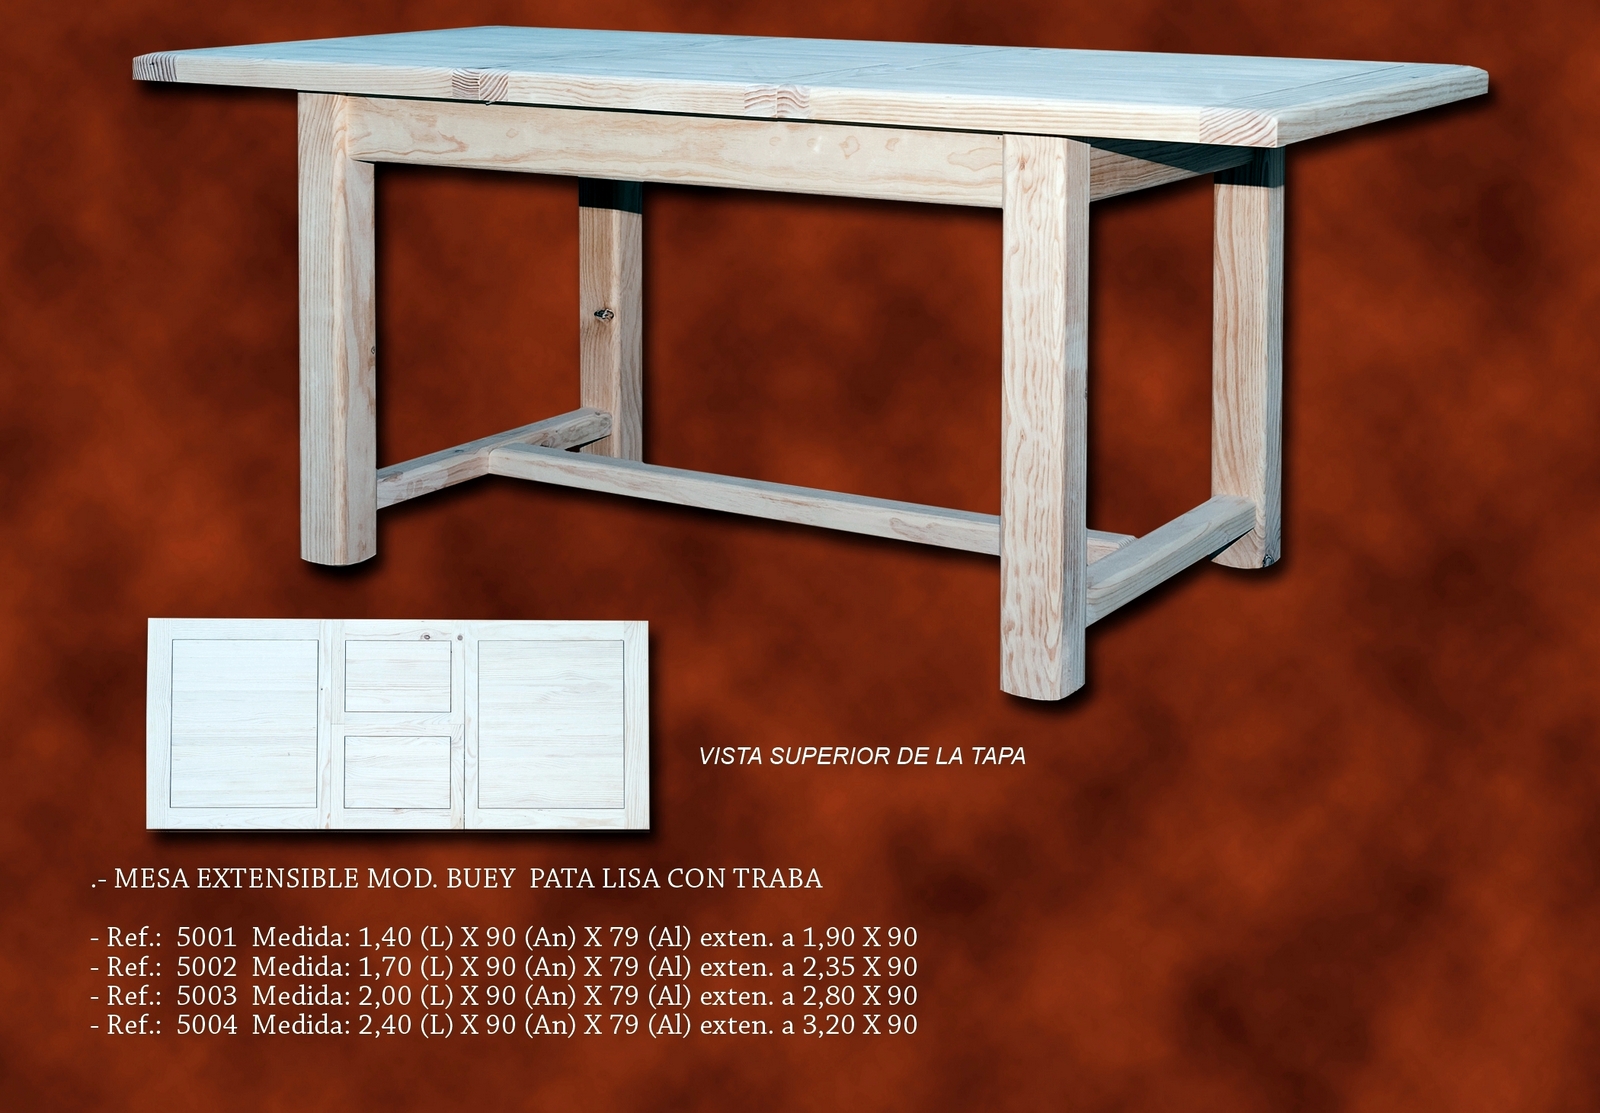 VISTA SUPERIOR DE LA TAPA
.- MESA EXTENSIBLE MOD. BUEY  PATA LISA CON TRABA
- Ref.:  5001  Medida: 1,40 (L) X 90 (An) X 79 (Al) exten. a 1,90 X 90
- Ref.:  5002  Medida: 1,70 (L) X 90 (An) X 79 (Al) exten. a 2,35 X 90
- Ref.:  5003  Medida: 2,00 (L) X 90 (An) X 79 (Al) exten. a 2,80 X 90
- Ref.:  5004  Medida: 2,40 (L) X 90 (An) X 79 (Al) exten. a 3,20 X 90